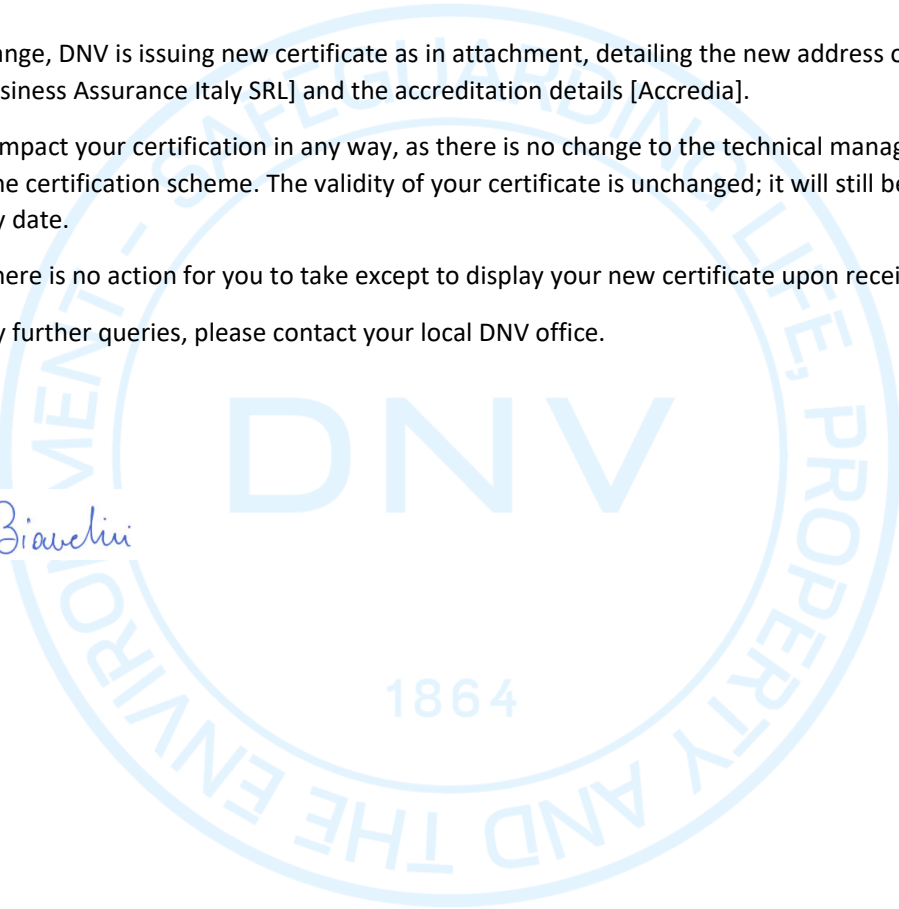 ange, DNV is issuing new certificate as in attachment, detailing the new address o
siness Assurance Italy SRL] and the accreditation details [Accredia].
mpact your certification in any way, as there is no change to the technical manag
he certification scheme. The validity of your certificate is unchanged; it will still be
y date.
here is no action for you to take except to display your new certificate upon recei
y further queries, please contact your local DNV office.
SAFEGUARDING LIFE, PROPERTY AND THE ENVIRONMENT
DNV
Biavelini
1864